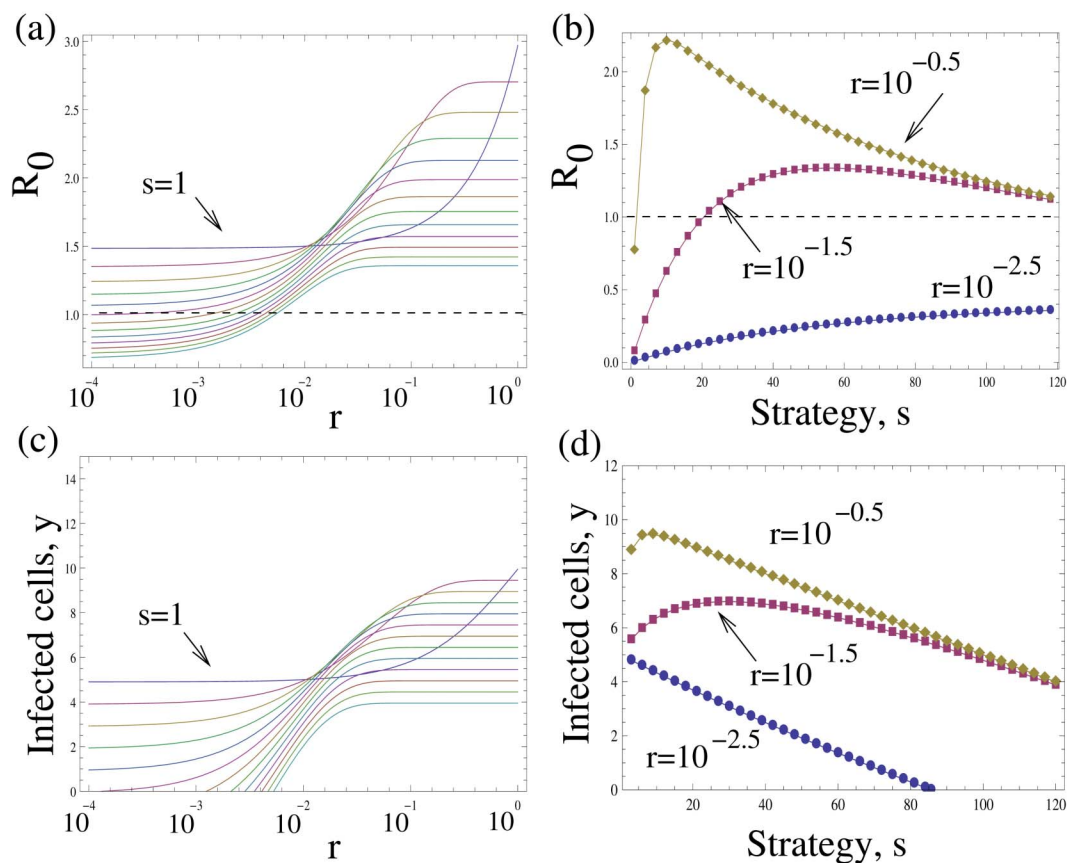 (a)
3.0
2.5
2.0
1.5
1.0
R0
s=1
10^-4
10^-3
10^-2
10^-1
10^0
r
(b)
2.0
1.5
1.0
0.5
0.0
R0
r=10^-0.5
r=10^-1.5
r=10^-2.5
0 20 40 60 80 100 120
Strategy, s
(c)
14
12
10
8
6
4
2
0
Infected cells, y
s=1
10^-4
10^-3
10^-2
10^-1
10^0
r
(d)
12
10
8
6
4
2
0
Infected cells, y
r=10^-0.5
r=10^-1.5
r=10^-2.5
20 40 60 80 100 120
Strategy, s